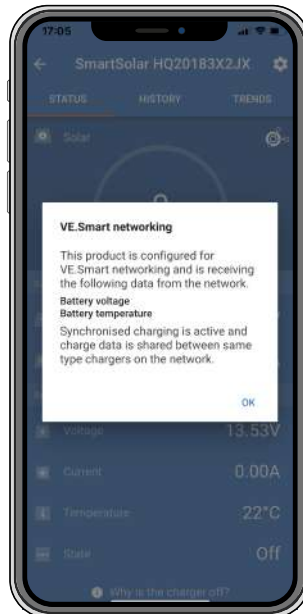 17:05
SmartSolar HQ20183X2JX
STATUS HISTORY TRENDS
Solar
VE.Smart networking
This product is configured for
VE.Smart networking and is receiving
the following data from the network.
Battery voltage
Battery temperature
Synchronised charging is active and
charge data is shared between same
type chargers on the network.
OK
Voltage 13.53V
Current 0.00A
Temperature 22°C
State Off
Why is the charger off?